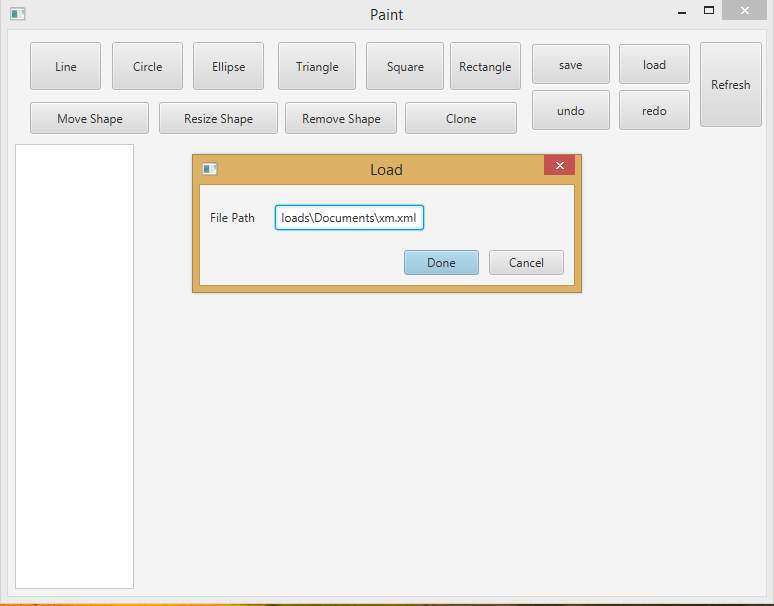 Paint
Line Circle Ellipse Triangle Square Rectangle save load Refresh
undo redo
Move Shape Resize Shape Remove Shape Clone
Load
File Path loads\Documents\xm.xml
Done Cancel